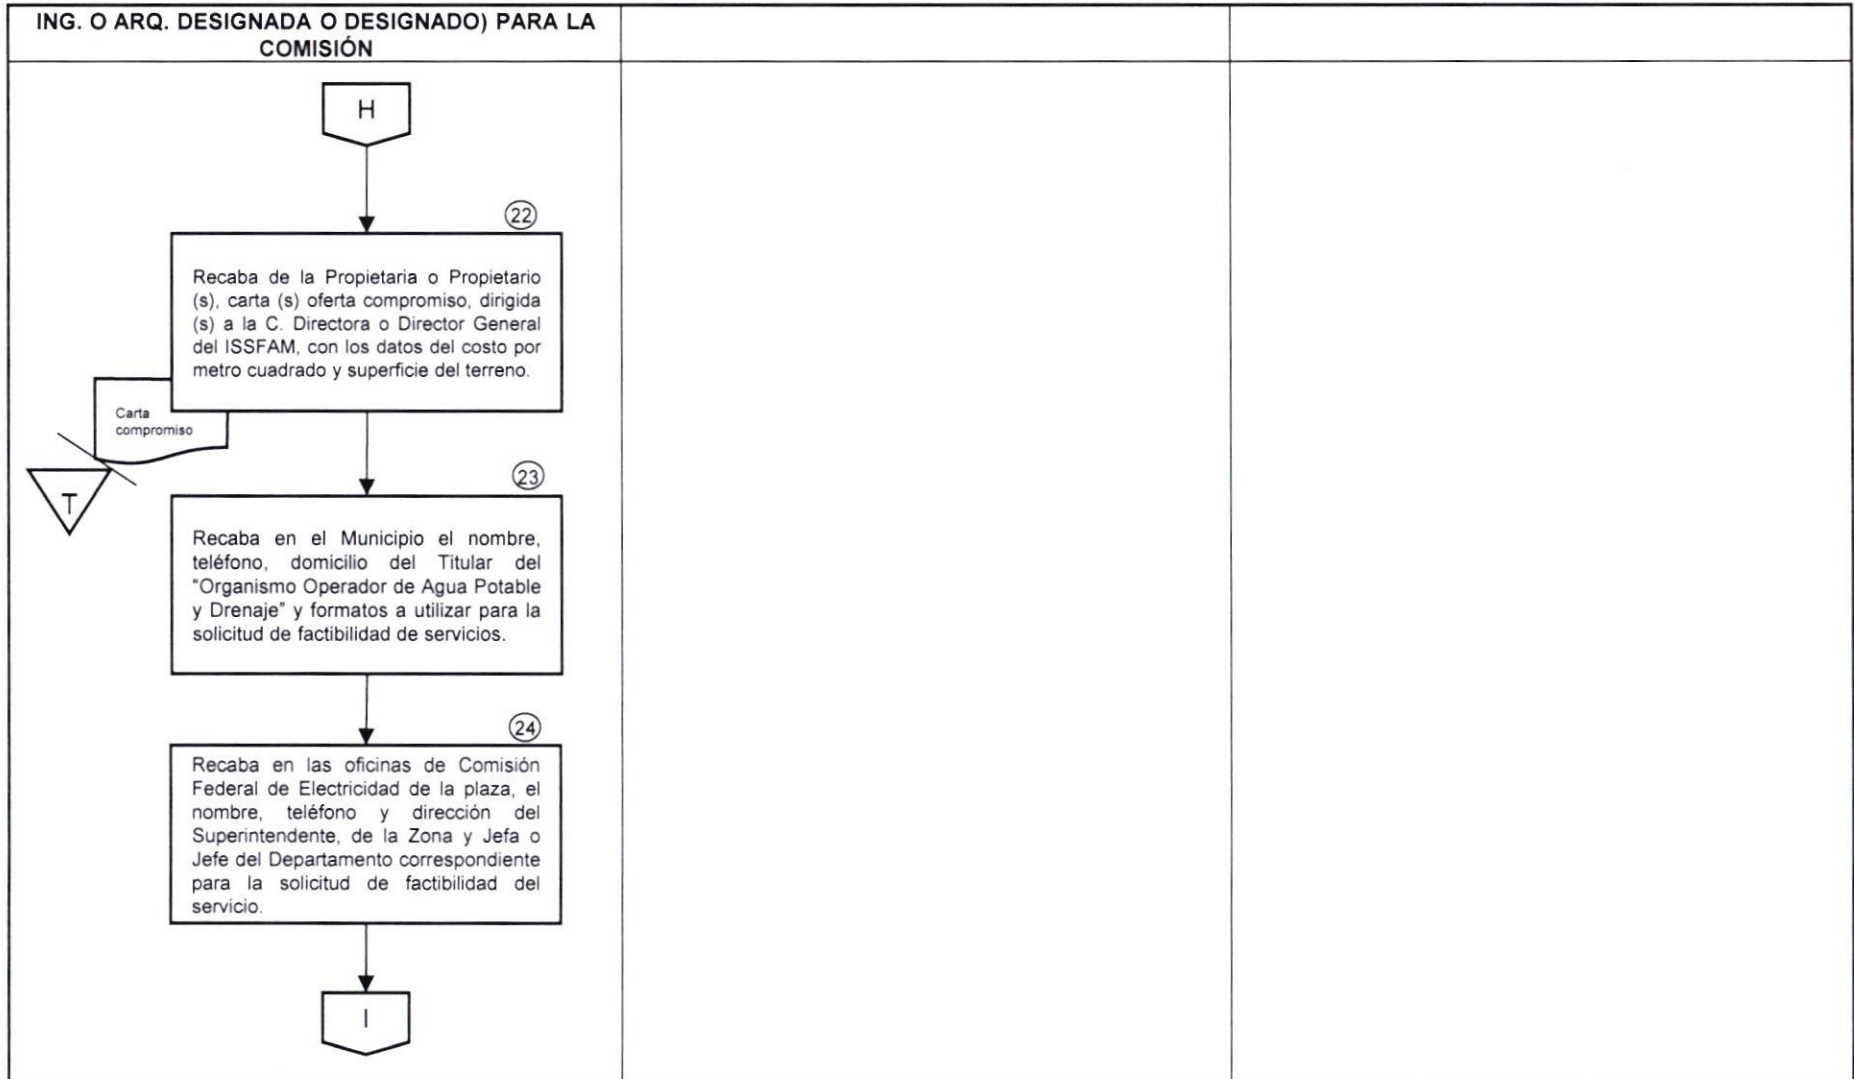 ING. O ARQ. DESIGNADA O DESIGNADO) PARA LA
COMISIÓN
H
22
Recaba de la Propietaria o Propietario
(s), carta (s) oferta compromiso, dirigida
(s) a la C. Directora o Director General
del ISSFAM, con los datos del costo por
metro cuadrado y superficie del terreno.
Carta
compromiso
T
23
Recaba en el Municipio el nombre,
teléfono, domicilio del Titular del
"Organismo Operador de Agua Potable
y Drenaje" y formatos a utilizar para la
solicitud de factibilidad de servicios.
24
Recaba en las oficinas de Comisión
Federal de Electricidad de la plaza, el
nombre, teléfono y dirección del
Superintendente, de la Zona y Jefa o
Jefe del Departamento correspondiente
para la solicitud de factibilidad del
servicio.
I